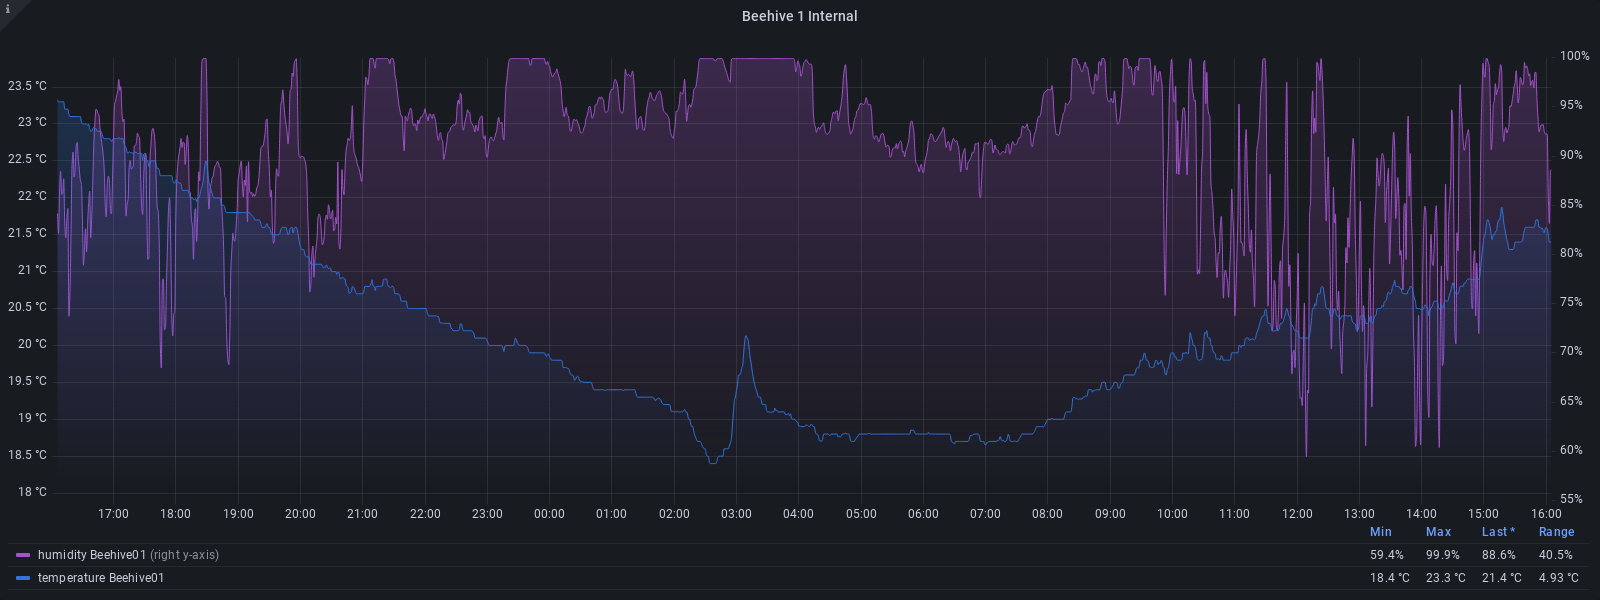 i
Beehive 1 Internal
23.5 °C
23 °C
22.5 °C
22 °C
21.5 °C
21 °C
20.5 °C
20 °C
19.5 °C
19 °C
18.5 °C
18 °C
100%
95%
90%
85%
80%
75%
70%
65%
60%
55%
17:00 18:00 19:00 20:00 21:00 22:00 23:00 00:00 01:00 02:00 03:00 04:00 05:00 06:00 07:00 08:00 09:00 10:00 11:00 12:00 13:00 14:00 15:00 16:00
Min Max Last * Range
humidity Beehive01 (right y-axis) 59.4% 99.9% 88.6% 40.5%
temperature Beehive01 18.4 °C 23.3 °C 21.4 °C 4.93 °C